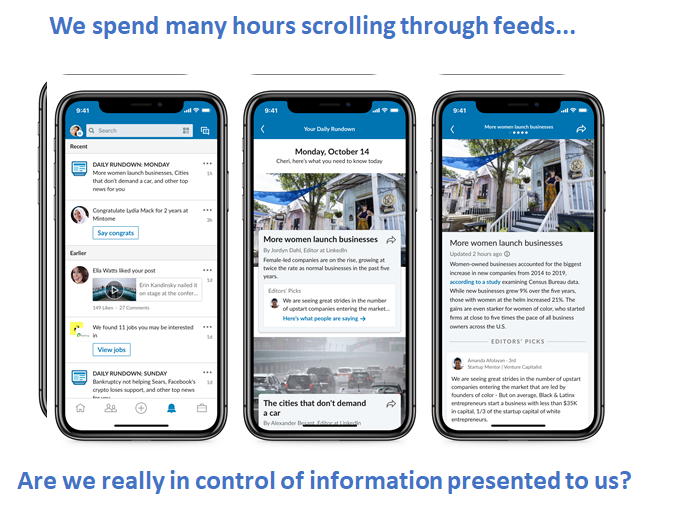 We spend many hours scrolling through feeds...
9:41
Search
Recent
DAILY RUNDOWN: MONDAY
More women launch businesses, Cities
that don't demand a car, and other top
news for you
1h
Congratulate Lydia Mack for 2 years at
Mintome
3h
Say congrats
Earlier
Ella Watts liked your post
1d
Erin Kandinsky nailed it
on stage at the confer...
149 Likes • 27 Comments
We found 11 jobs you may be interested
in
1d
View jobs
DAILY RUNDOWN: SUNDAY
Bankruptcy not helping Sears, Facebook's
1d
crypto loses support, and other top news
9:41
Your Daily Rundown
Monday, October 14
Cheri, here's what you need to know today
More women launch businesses
By Jordyn Dahl, Editor at LinkedIn
Female-led companies are on the rise, growing at
twice the rate as normal businesses in the past five
years.
Editors' Picks
We are seeing great strides in the number
of upstart companies entering the market...
Here's what people are saying →
The cities that don't demand
a car
By Alexander Besant, Editor at LinkedIn
9:41
More women launch businesses
More women launch businesses
Updated 2 hours ago
Women-owned businesses accounted for the biggest
increase in new companies from 2014 to 2019,
according to a study examining Census Bureau data.
While new businesses grew 9% over the five years,
those with women at the helm increased 21%. The
gains are even starker for women of color, who started
firms at close to five times the pace of all business
owners across the U.S.
EDITORS' PICKS
Amanda Afolayan · 3rd
Startup Mentor | Venture Capitalist
We are seeing great strides in the number of upstart
companies entering the market that are led by
founders of color - But on average, Black & Latinx
entrepreneurs start a business with less than $35K
in capital, 1/3 of the startup capital of white
entrepreneurs.
Are we really in control of information presented to us?